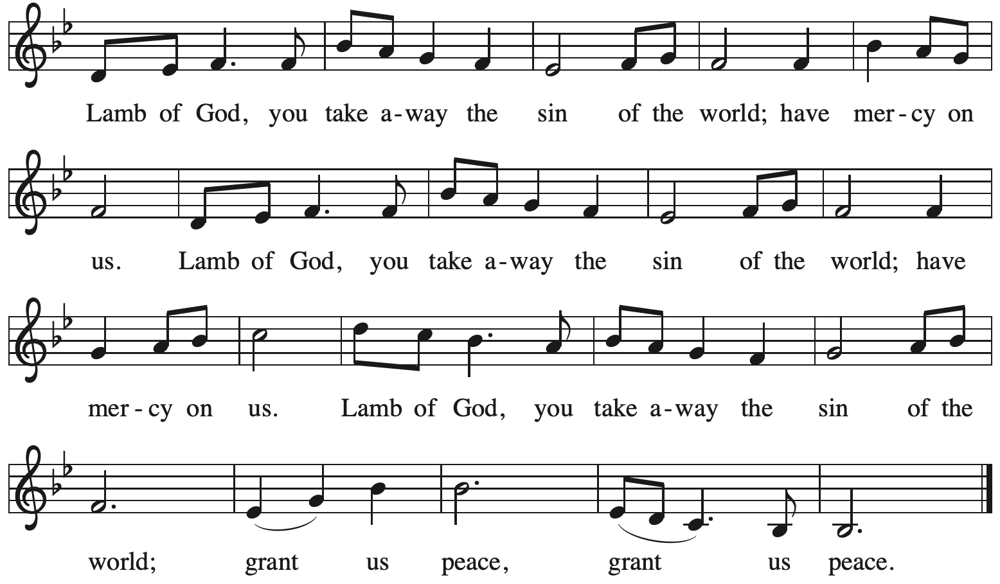 Lamb of God, you take a-way the sin of the world; have mer-cy on
us. Lamb of God, you take a-way the sin of the world; have
mer-cy on us. Lamb of God, you take a-way the sin of the
world; grant us peace, grant us peace.